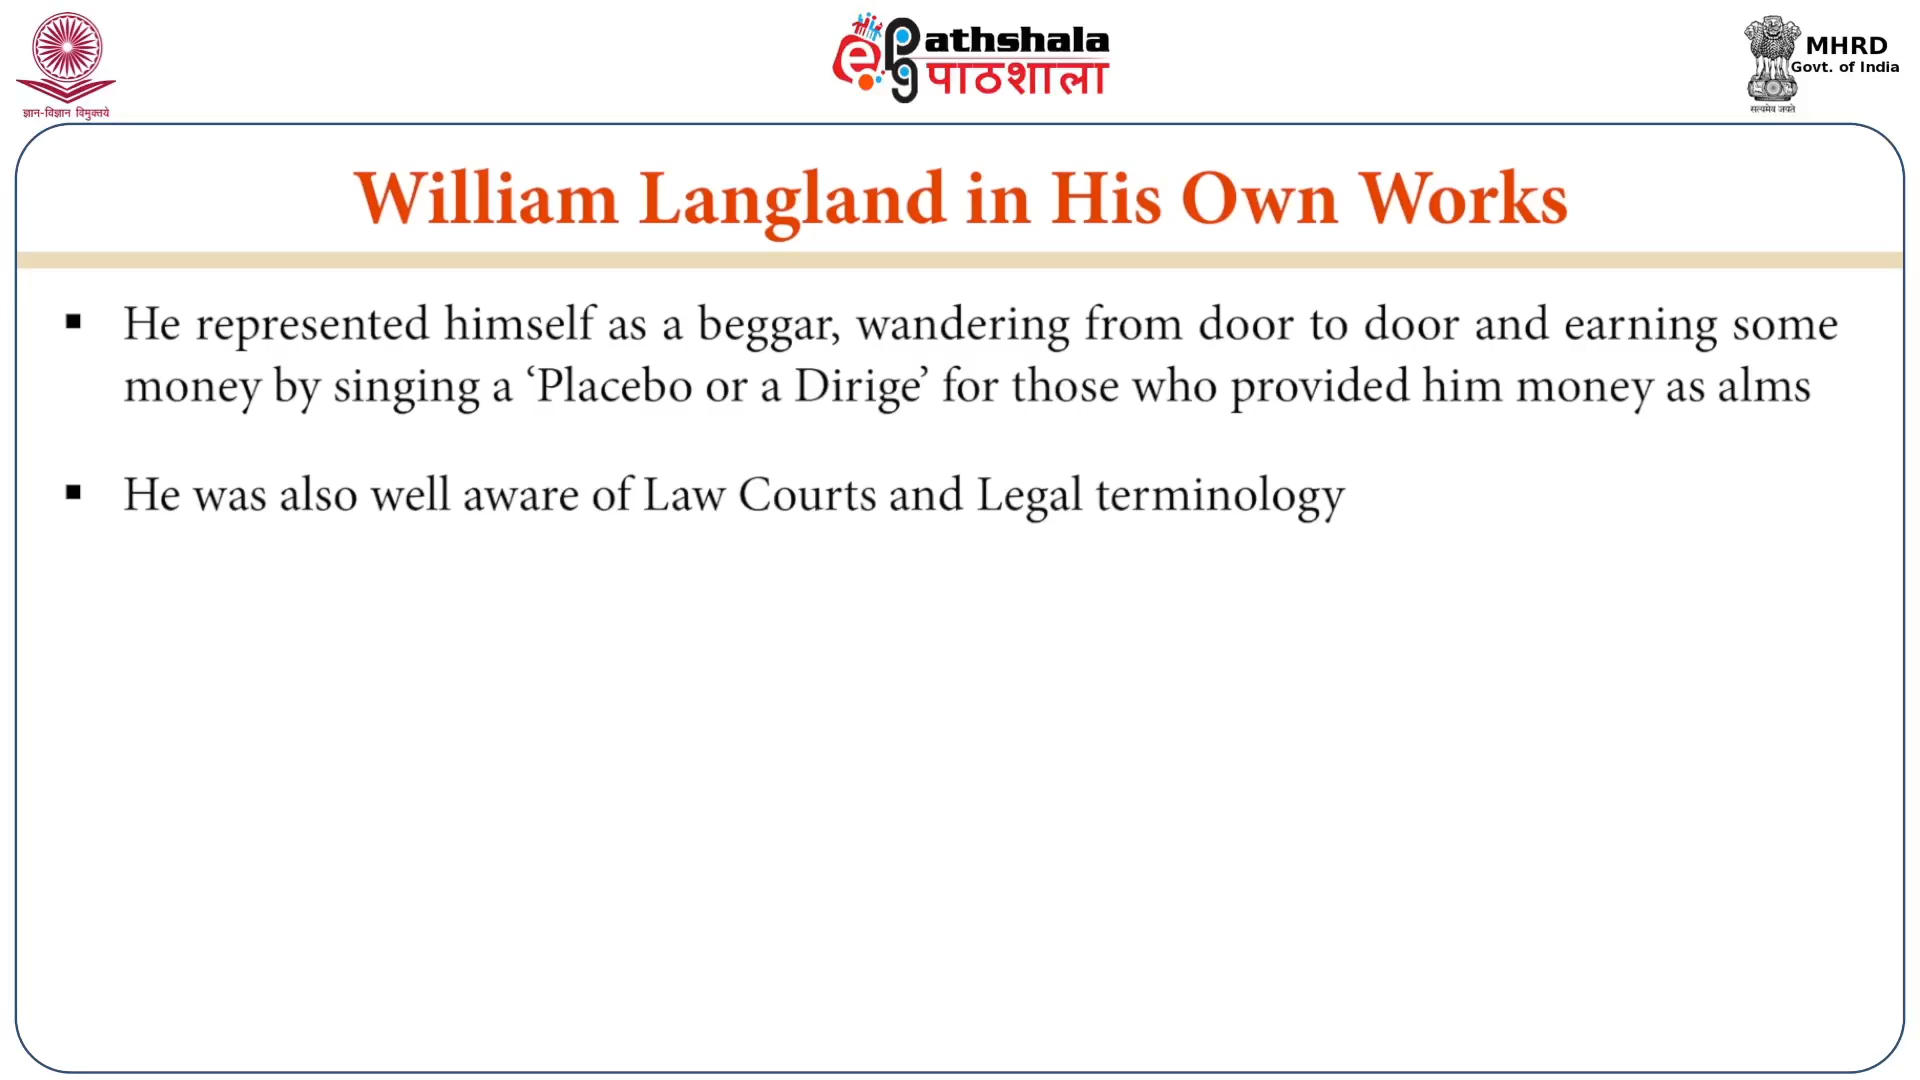 ज्ञान-विज्ञान विमुक्तये
ePathshala
पाठशाला
MHRD
Govt. of India
सत्यमेव जयते
William Langland in His Own Works
▪ He represented himself as a beggar, wandering from door to door and earning some
money by singing a ‘Placebo or a Dirige’ for those who provided him money as alms
▪ He was also well aware of Law Courts and Legal terminology